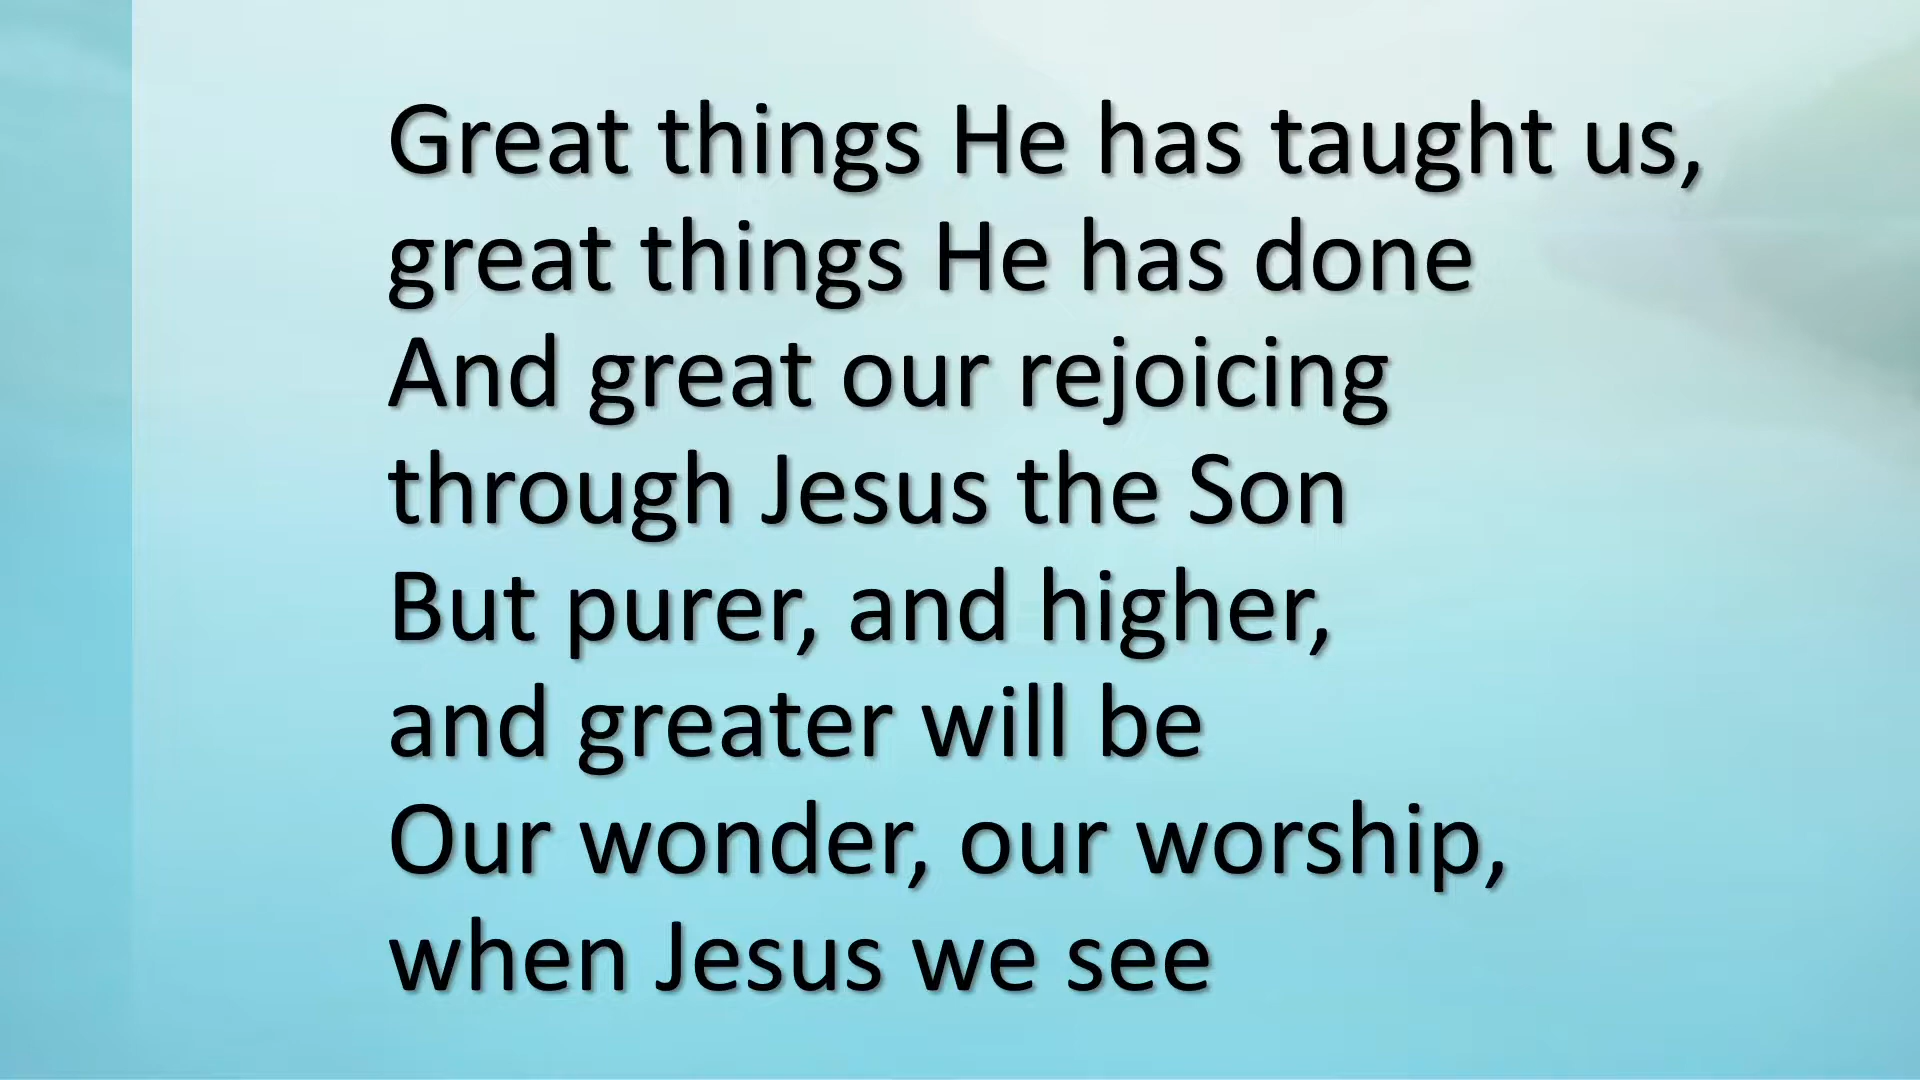 Great things He has taught us,
great things He has done
And great our rejoicing
through Jesus the Son
But purer, and higher,
and greater will be
Our wonder, our worship,
when Jesus we see